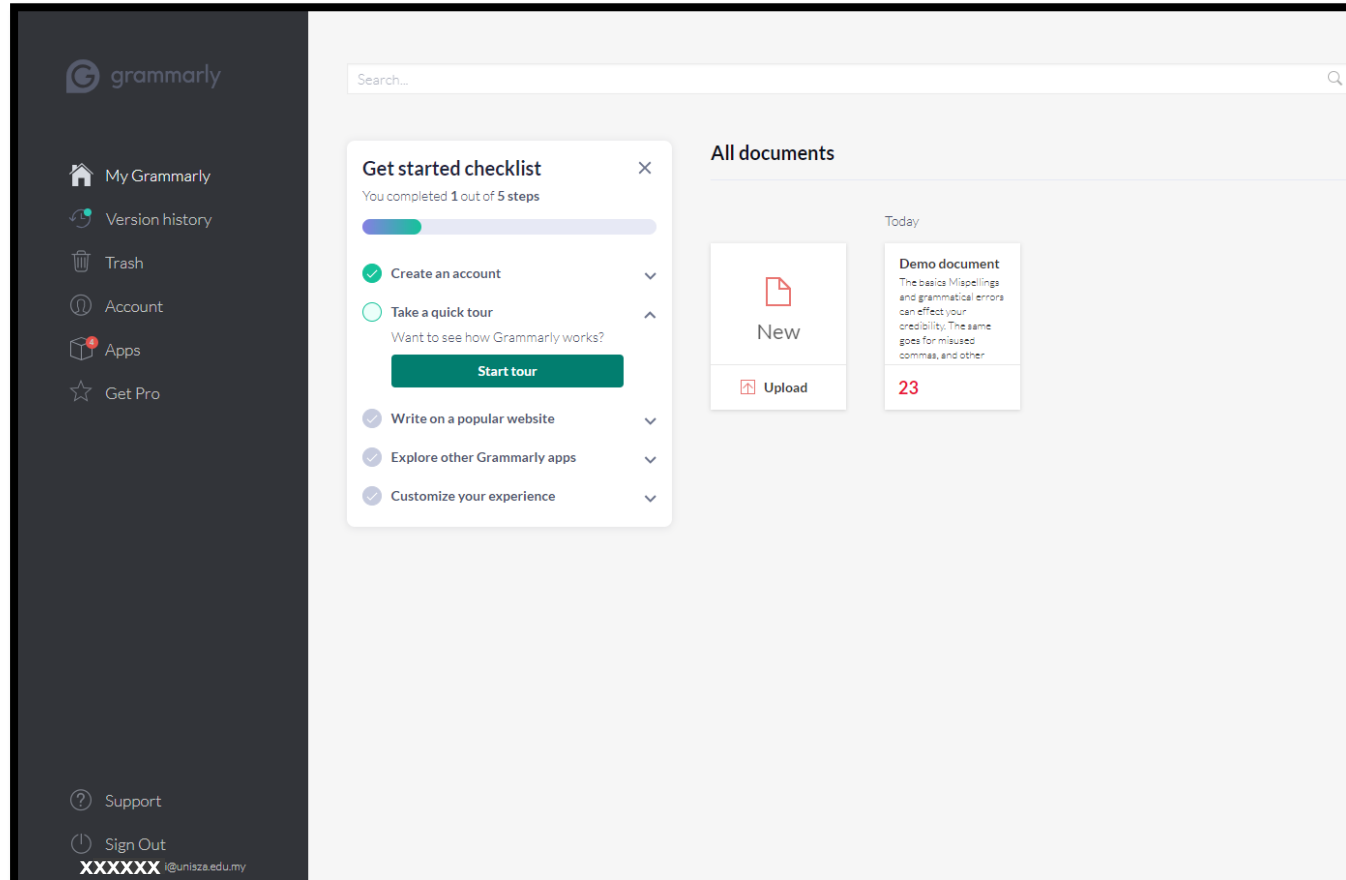 grammarly
My Grammarly
Version history
Trash
Account
4
Apps
Get Pro
Support
Sign Out
XXXXXX i@unisza.edu.my
Search...
Get started checklist
You completed 1 out of 5 steps
Create an account
Take a quick tour
Want to see how Grammarly works?
Start tour
Write on a popular website
Explore other Grammarly apps
Customize your experience
All documents
New
Upload
Today
Demo document
The basics Mispellings
and grammatical errors
can effect your
credibility. The same
goes for misused
commas, and other
23